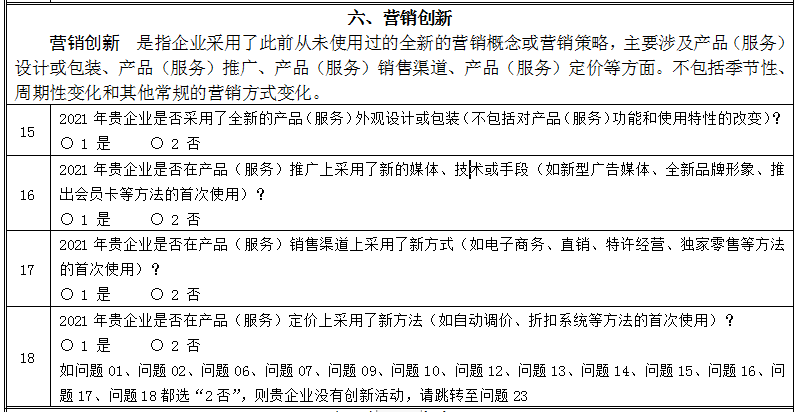 六、营销创新
营销创新 是指企业采用了此前从未使用过的全新的营销概念或营销策略，主要涉及产品（服务）
设计或包装、产品（服务）推广、产品（服务）销售渠道、产品（服务）定价等方面。不包括季节性、
周期性变化和其他常规的营销方式变化。
15
2021 年贵企业是否采用了全新的产品（服务）外观设计或包装（不包括对产品（服务）功能和使用特性的改变）？
○ 1 是 ○ 2 否
16
2021 年贵企业是否在产品（服务）推广上采用了新的媒体、技术或手段（如新型广告媒体、全新品牌形象、推
出会员卡等方法的首次使用）？
○ 1 是 ○ 2 否
17
2021 年贵企业是否在产品（服务）销售渠道上采用了新方式（如电子商务、直销、特许经营、独家零售等方法
的首次使用）？
○ 1 是 ○ 2 否
18
2021 年贵企业是否在产品（服务）定价上采用了新方法（如自动调价、折扣系统等方法的首次使用）？
○ 1 是 ○ 2 否
如问题 01、问题 02、问题 06、问题 07、问题 09、问题 10、问题 12、问题 13、问题 14、问题 15、问题 16、问
题 17、问题 18 都选“2 否”，则贵企业没有创新活动，请跳转至问题 23